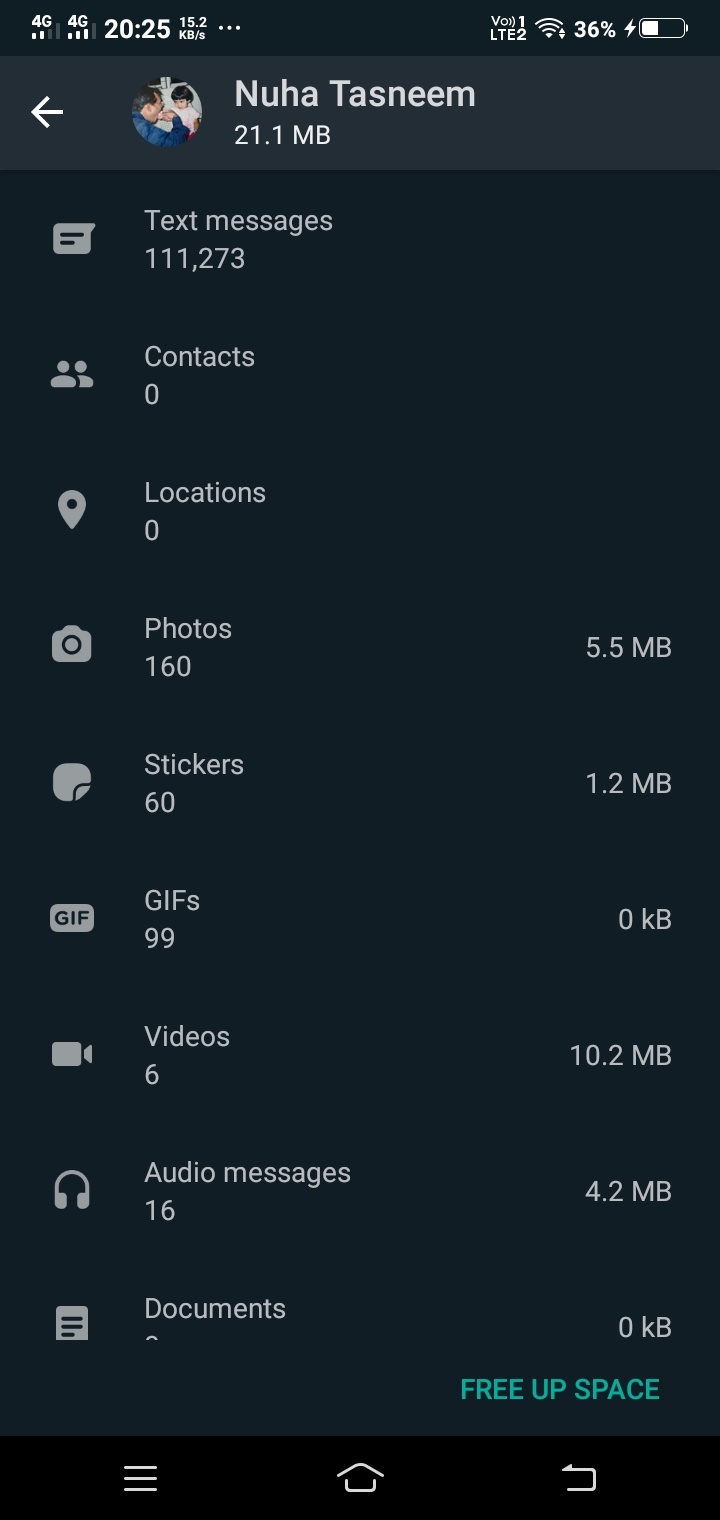 4G 4G 20:25 15.2 KB/s ... Vo)) 1 LTE2 36%
Nuha Tasneem
21.1 MB
Text messages
111,273
Contacts
0
Locations
0
Photos
160
5.5 MB
Stickers
60
1.2 MB
GIF
GIFs
99
0 kB
Videos
6
10.2 MB
Audio messages
16
4.2 MB
Documents
0 kB
FREE UP SPACE